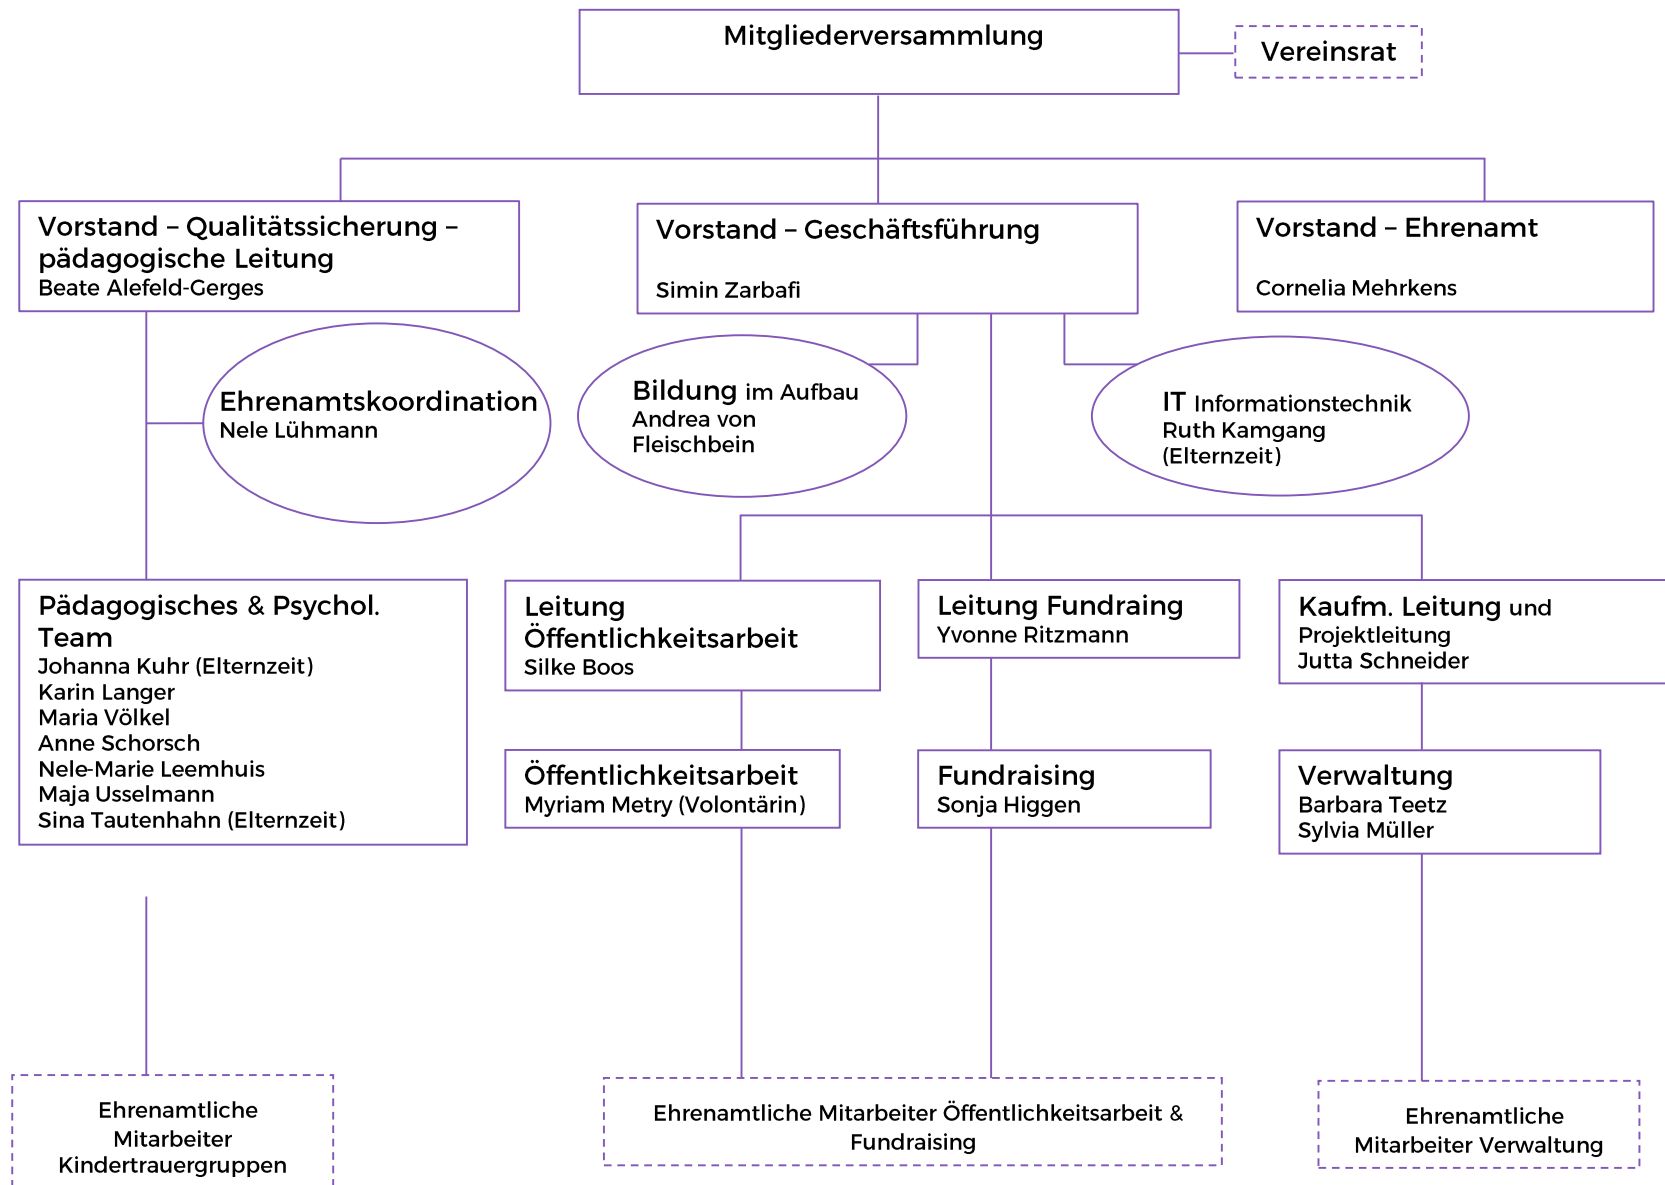 Mitgliederversammlung
Vereinsrat
Vorstand – Qualitätssicherung –
pädagogische Leitung
Beate Alefeld-Gerges
Vorstand – Geschäftsführung
Simin Zarbafi
Vorstand – Ehrenamt
Cornelia Mehrkens
Ehrenamtskoordination
Nele Lühmann
Bildung im Aufbau
Andrea von
Fleischbein
IT Informationstechnik
Ruth Kamgang
(Elternzeit)
Pädagogisches & Psychol.
Team
Johanna Kuhr (Elternzeit)
Karin Langer
Maria Völkel
Anne Schorsch
Nele-Marie Leemhuis
Maja Usselmann
Sina Tautenhahn (Elternzeit)
Leitung
Öffentlichkeitsarbeit
Silke Boos
Leitung Fundraing
Yvonne Ritzmann
Kaufm. Leitung und
Projektleitung
Jutta Schneider
Öffentlichkeitsarbeit
Myriam Metry (Volontärin)
Fundraising
Sonja Higgen
Verwaltung
Barbara Teetz
Sylvia Müller
Ehrenamtliche
Mitarbeiter
Kindertrauergruppen
Ehrenamtliche Mitarbeiter Öffentlichkeitsarbeit &
Fundraising
Ehrenamtliche
Mitarbeiter Verwaltung